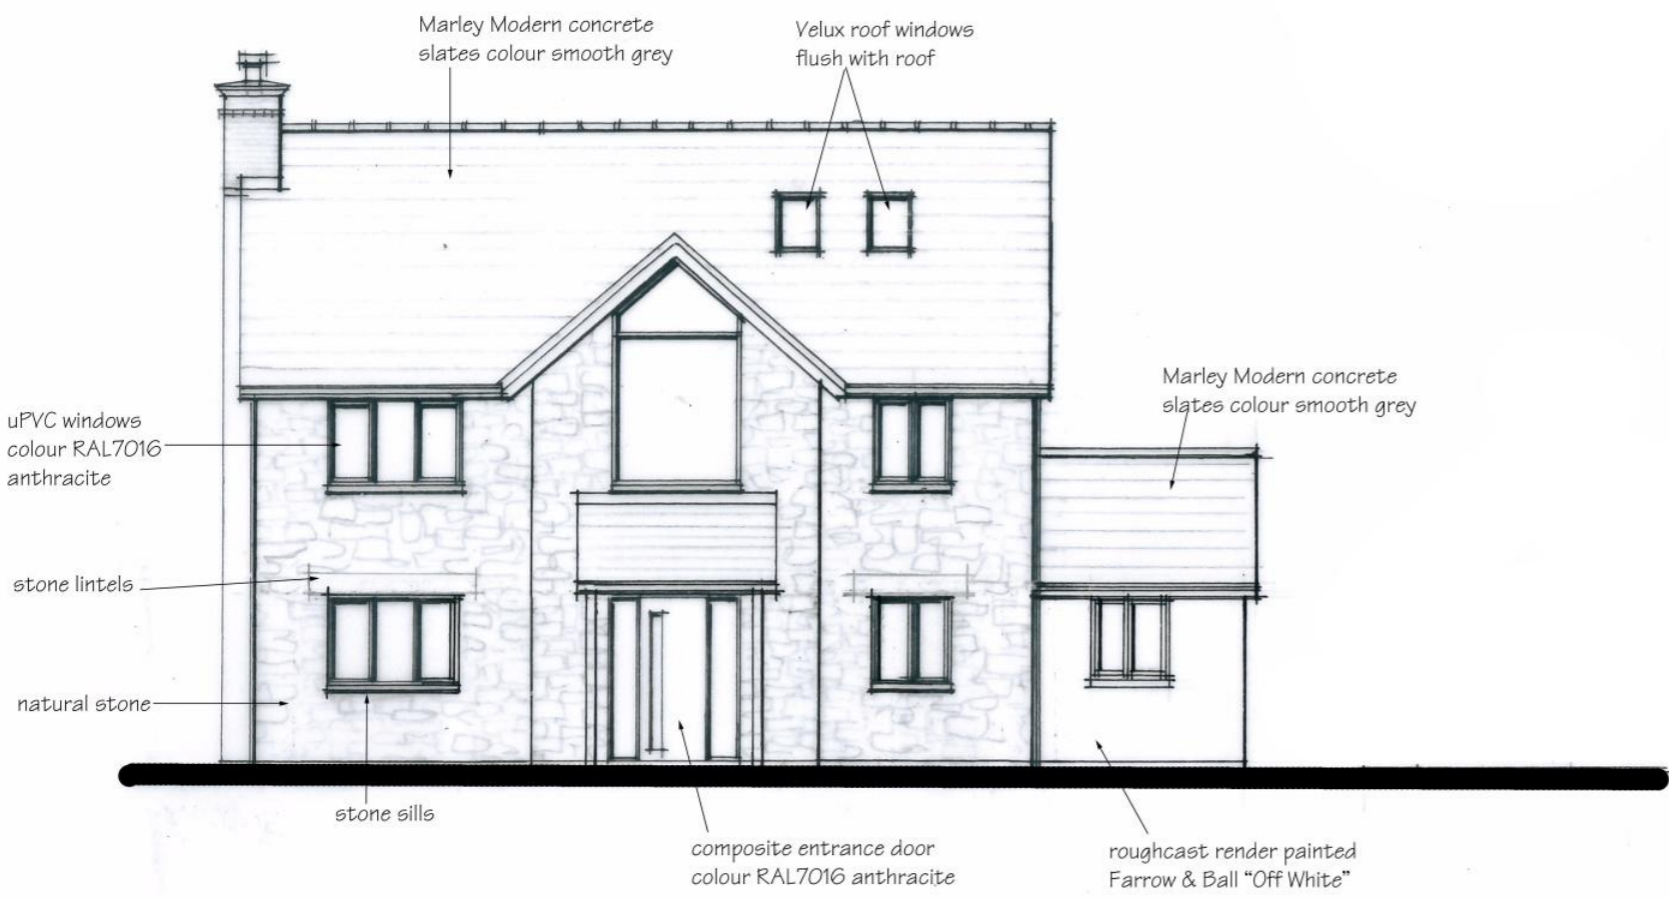 Marley Modern concrete
slates colour smooth grey
Velux roof windows
flush with roof
Marley Modern concrete
slates colour smooth grey
uPVC windows
colour RAL7016
anthracite
stone lintels
natural stone
stone sills
composite entrance door
colour RAL7016 anthracite
roughcast render painted
Farrow & Ball “Off White”